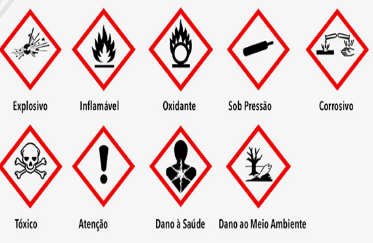 Explosivo Inflamável Oxidante Sob Pressão Corrosivo
Tóxico Atenção Dano à Saúde Dano ao Meio Ambiente